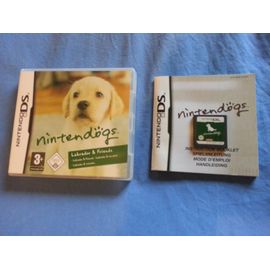 NINTENDO DS
nintendogs
Labrador & Friends
3+
NINTENDO DS
nintendogs
INSTRUCTION BOOKLET
SPIELANLEITUNG
MODE D'EMPLOI
HANDLEIDING